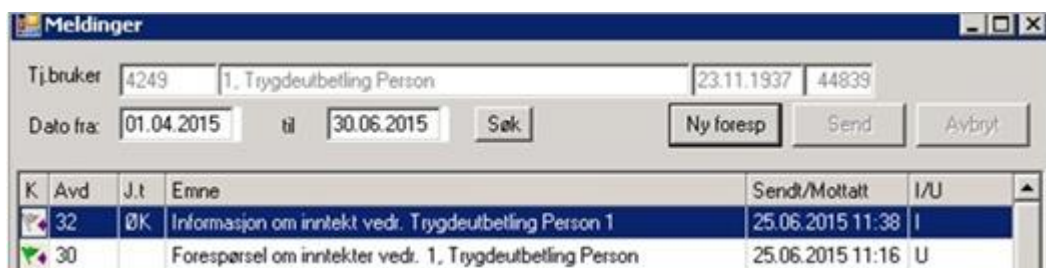 Meldinger
Tj.bruker 4249 1, Trygdeutbetling Person 23.11.1937 44839
Dato fra: 01.04.2015 til 30.06.2015 Søk Ny foresp Send Avbryt
K Avd J.t Emne Sendt/Mottatt I/U
32 ØK Informasjon om inntekt vedr. Trygdeutbetling Person 1 25.06.2015 11:38 I
30 Forespørsel om inntekter vedr. 1, Trygdeutbetling Person 25.06.2015 11:16 U